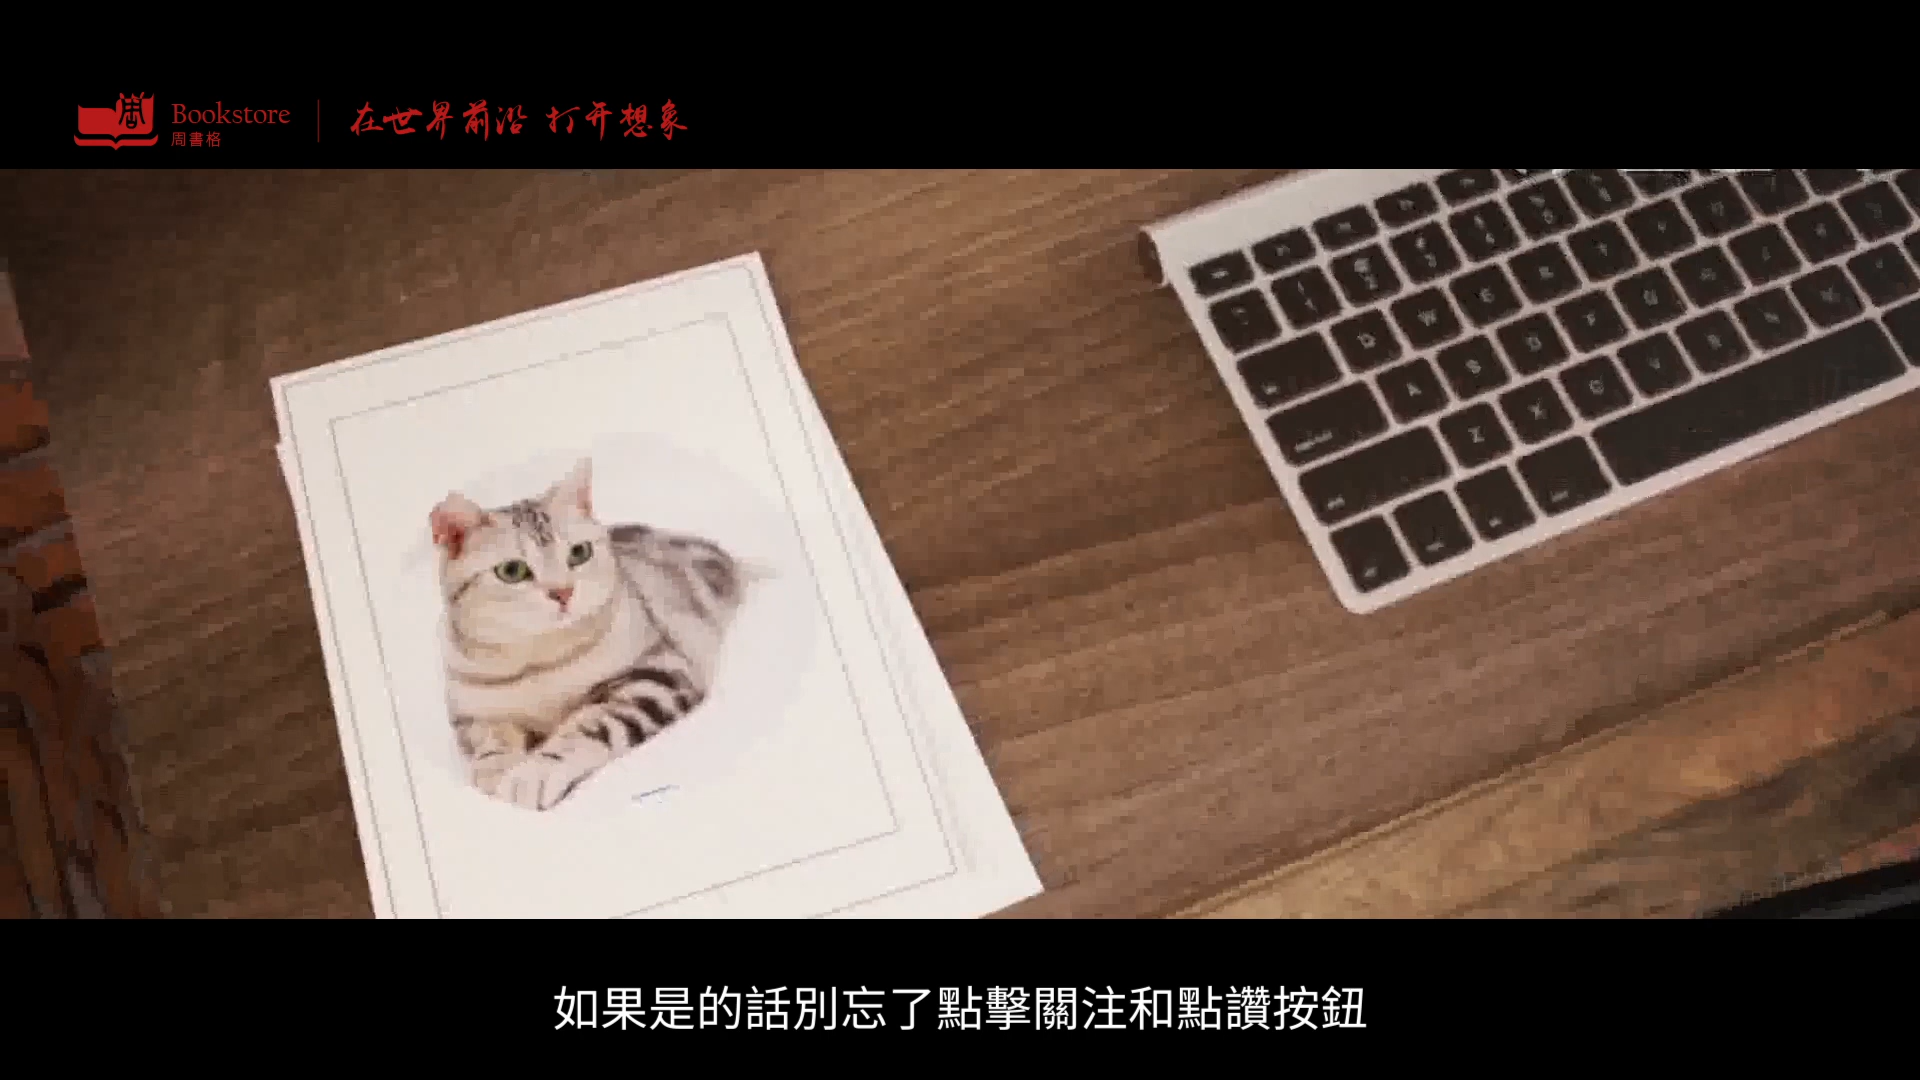 Bookstore
周書格
在世界前沿 打开想象
Q W E
A S D
Z X C
如果是的話別忘了點擊關注和點讚按鈕